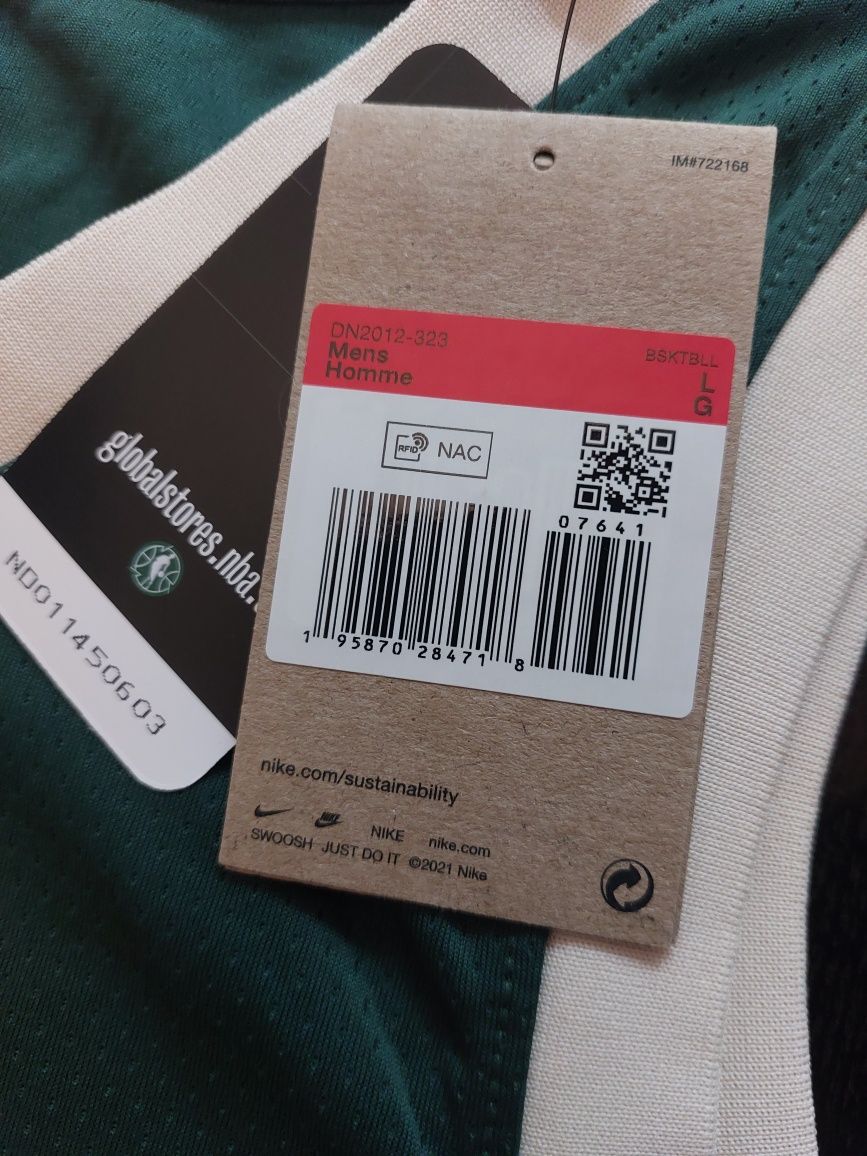 IM#722168
DN2012-323
Mens
Homme
BSKTBLL
L
G
RFID
NAC
07641
1 95870 28471 8
nike.com/sustainability
NIKE nike.com
SWOOSH JUST DO IT ©2021 Nike
globalstores.nba.
ND011450603